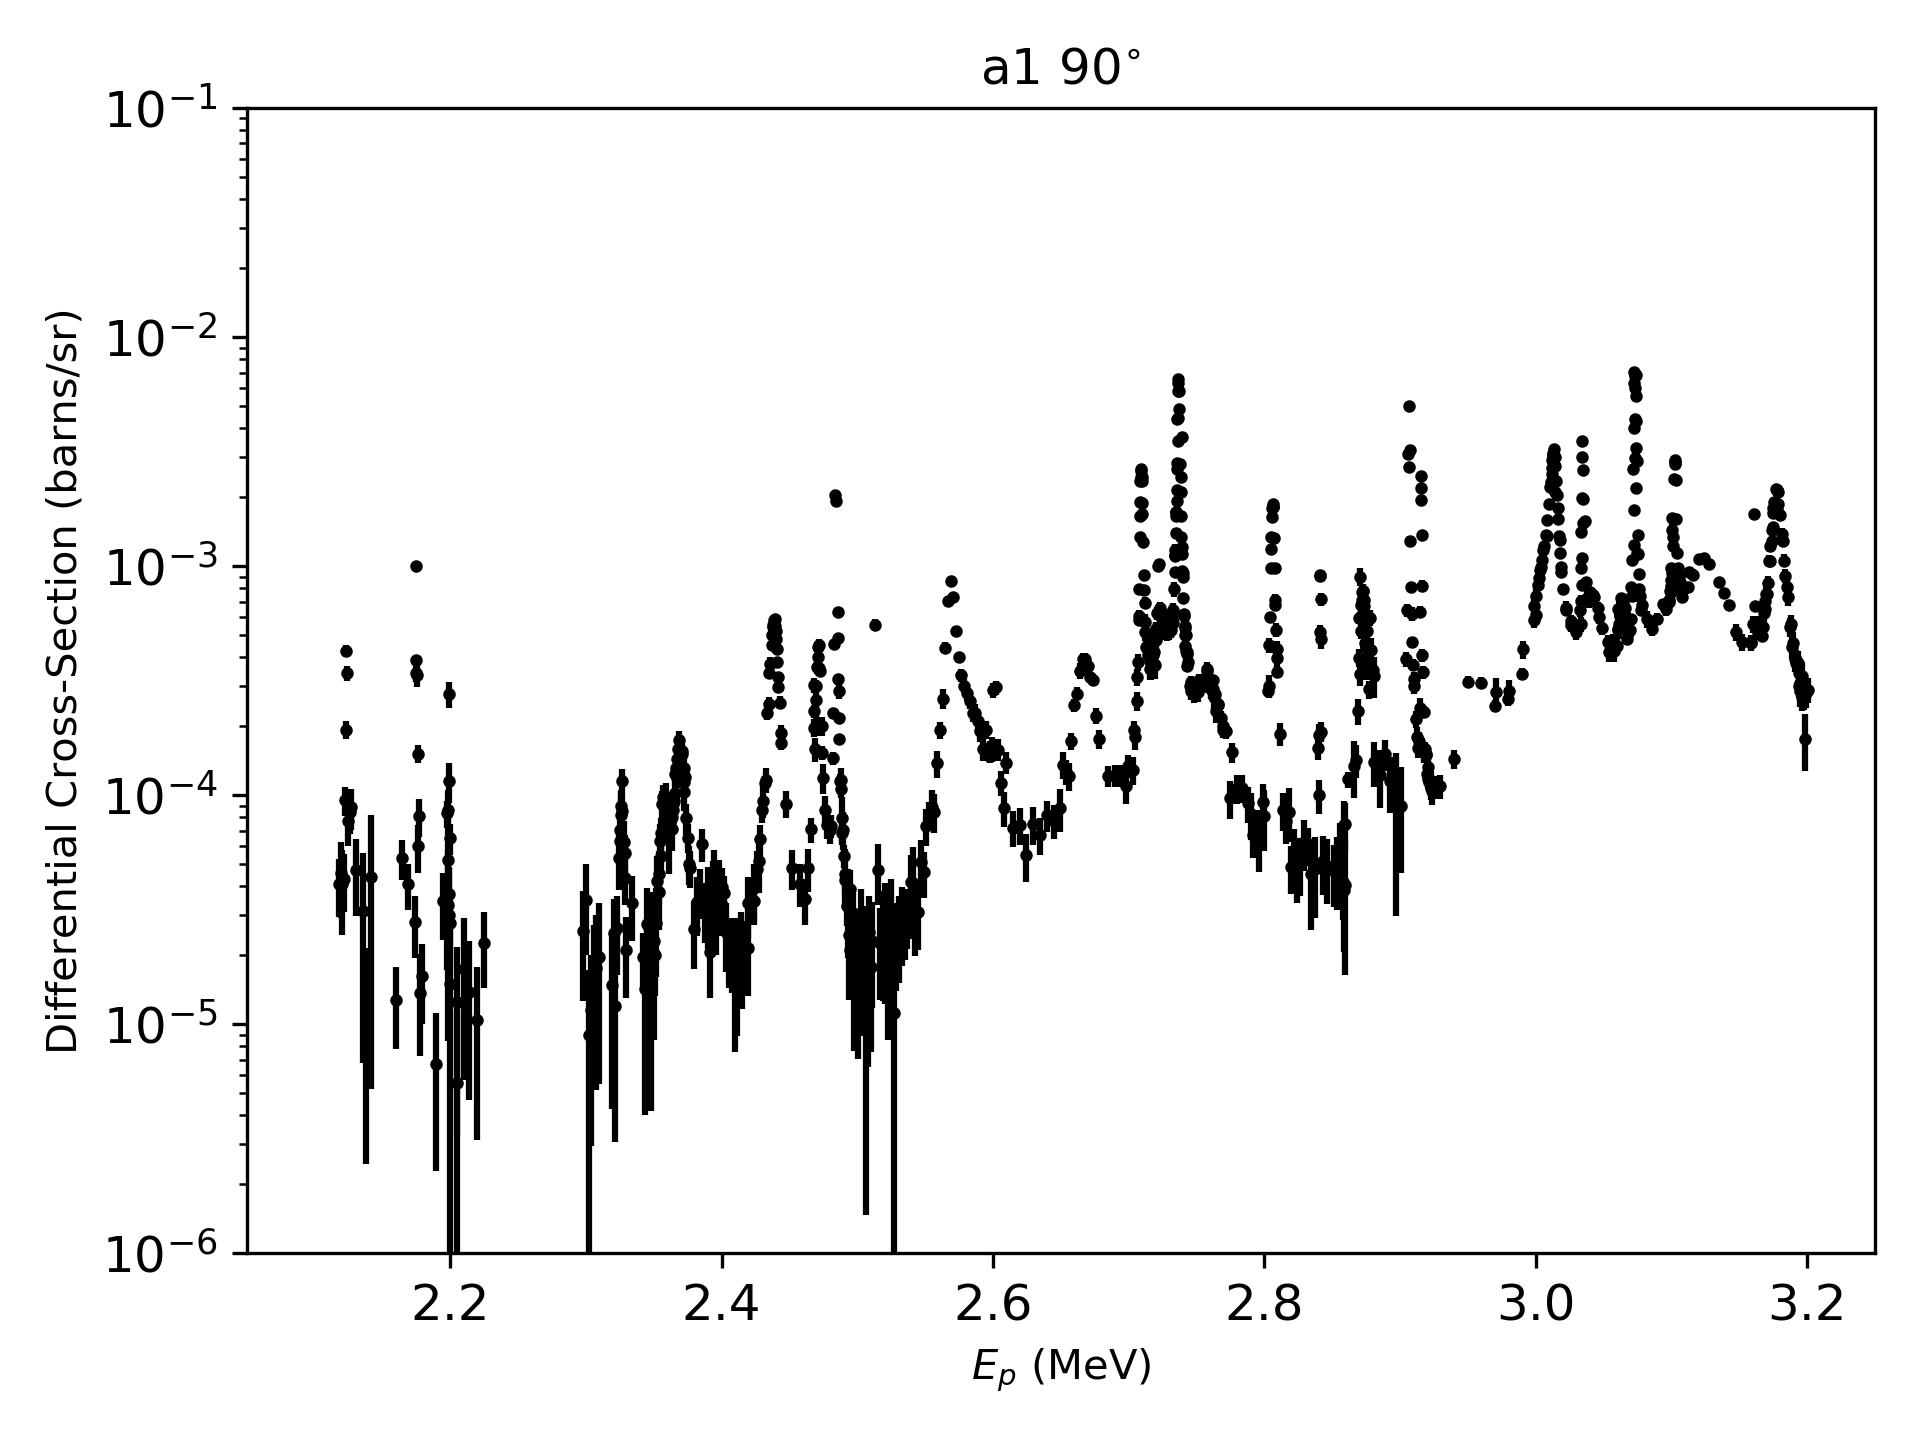 a1 90°
Differential Cross-Section (barns/sr)
10⁻¹
10⁻²
10⁻³
10⁻⁴
10⁻⁵
10⁻⁶
2.2 2.4 2.6 2.8 3.0 3.2
Eₚ (MeV)